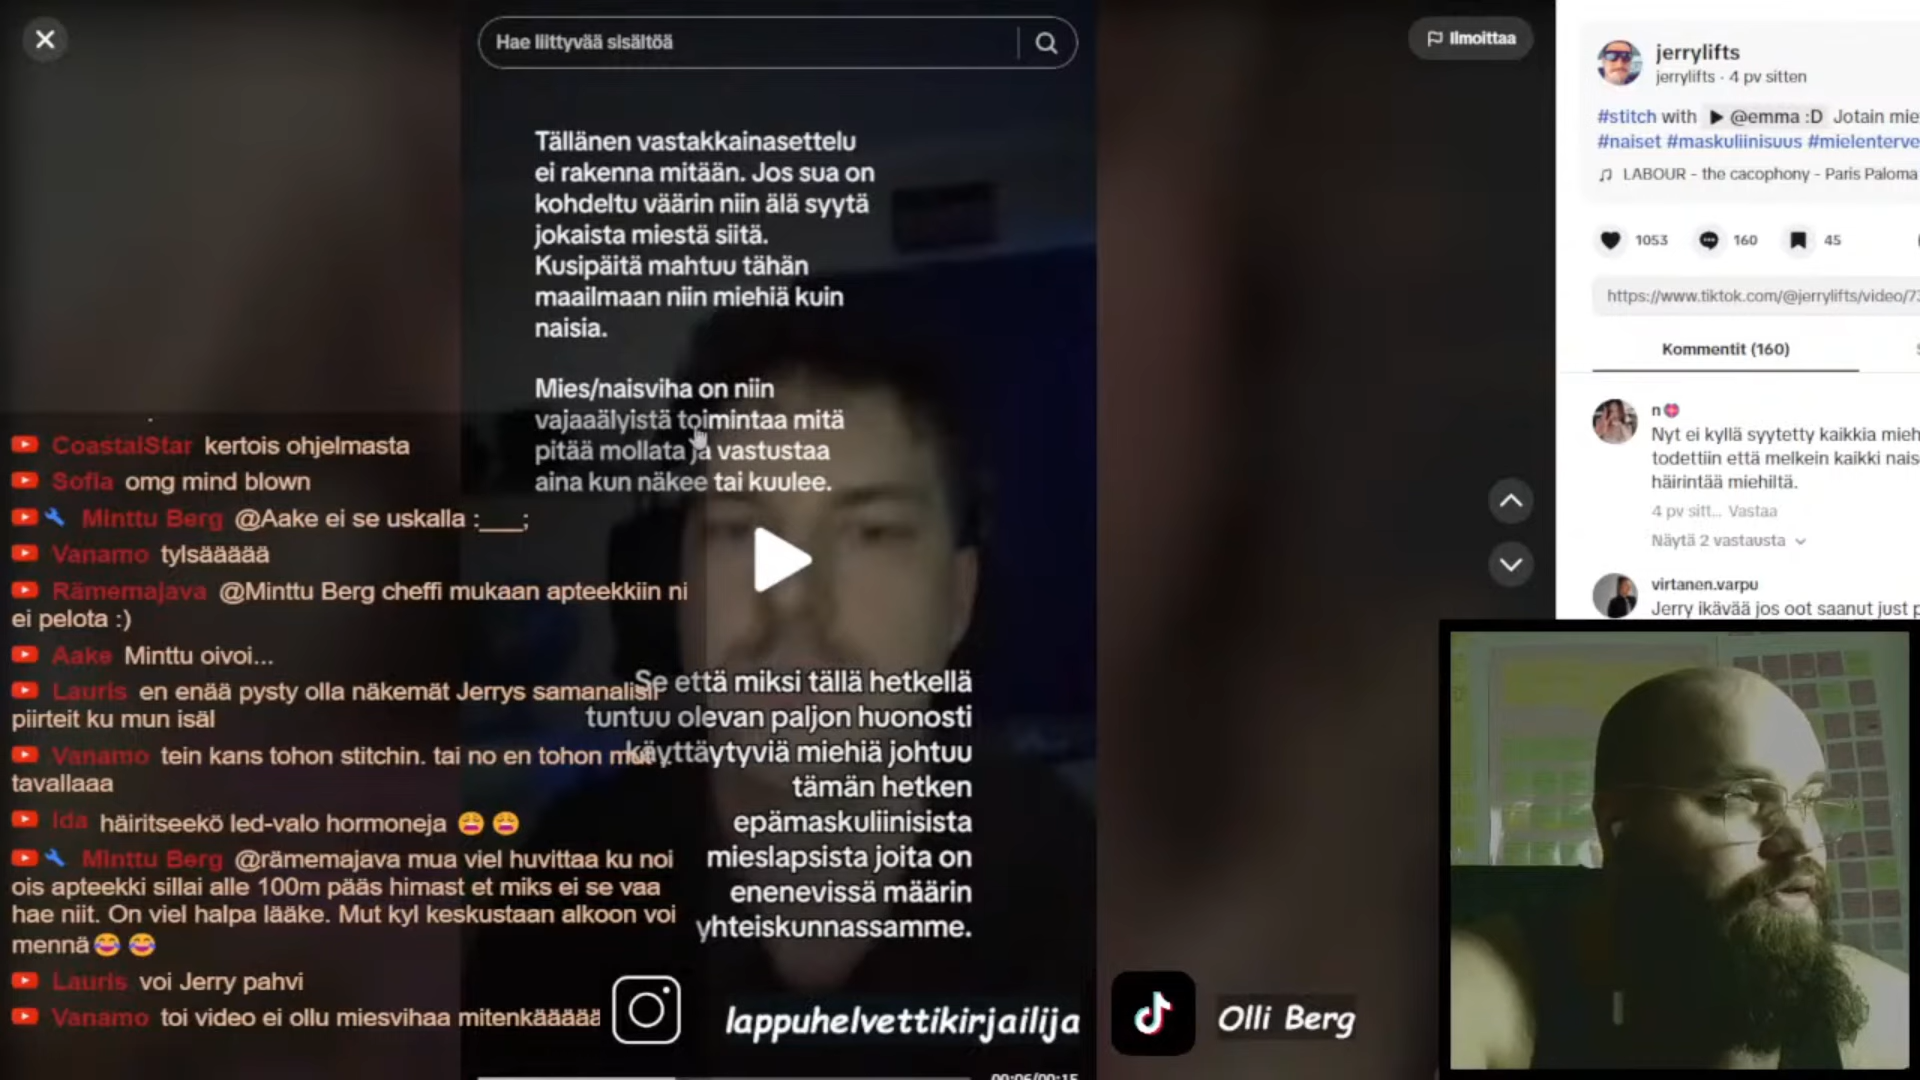 Hae liittyvää sisältöä
Ilmoittaa
Tällänen vastakkainasettelu
ei rakenna mitään. Jos sua on
kohdeltu väärin niin älä syytä
jokaista miestä siitä.
Kusipäitä mahtuu tähän
maailmaan niin miehiä kuin
naisia.
Mies/naisviha on niin
vajaaälyistä toimintaa mitä
pitää mollata ja vastustaa
aina kun näkee tai kuulee.
Se että miksi tällä hetkellä
tuntuu olevan paljon huonosti
käyttäytyviä miehiä johtuu
tämän hetken
epämaskuliinisista
mieslapsista joita on
enenevissä määrin
yhteiskunnassamme.
CoastalStar kertois ohjelmasta
Sofia omg mind blown
Minttu Berg @Aake ei se uskalla :___;
Vanamo tylsäääää
Rämemajava @Minttu Berg cheffi mukaan apteekkiin ni
ei pelota :)
Aake Minttu oivoi...
Lauris en enää pysty olla näkemät Jerrys samanalisii
piirteit ku mun isäl
Vanamo tein kans tohon stitchin. tai no en tohon mut
tavallaaa
Ida häiritseekö led-valo hormoneja 😩 😩
Minttu Berg @rämemajava mua viel huvittaa ku noi
ois apteekki sillai alle 100m pääs himast et miks ei se vaa
hae niit. On viel halpa lääke. Mut kyl keskustaan alkoon voi
mennä😂 😂
Lauris voi Jerry pahvi
Vanamo toi video ei ollu miesvihaa mitenkäääää
lappuhelvettikirjailija
Olli Berg
00:06/00:15
jerrylifts
jerrylifts · 4 pv sitten
#stitch with ▶ @emma :D Jotain mie
#naiset #maskuliinisuus #mielenterve
♫ LABOUR - the cacophony - Paris Paloma
1053 160 45
https://www.tiktok.com/@jerrylifts/video/73
Kommentit (160)
n🌸
Nyt ei kyllä syytetty kaikkia mieh
todettiin että melkein kaikki nais
häirintää miehiltä.
4 pv sitt.. Vastaa
Näytä 2 vastausta
virtanen.varpu
Jerry ikävää jos oot saanut just p